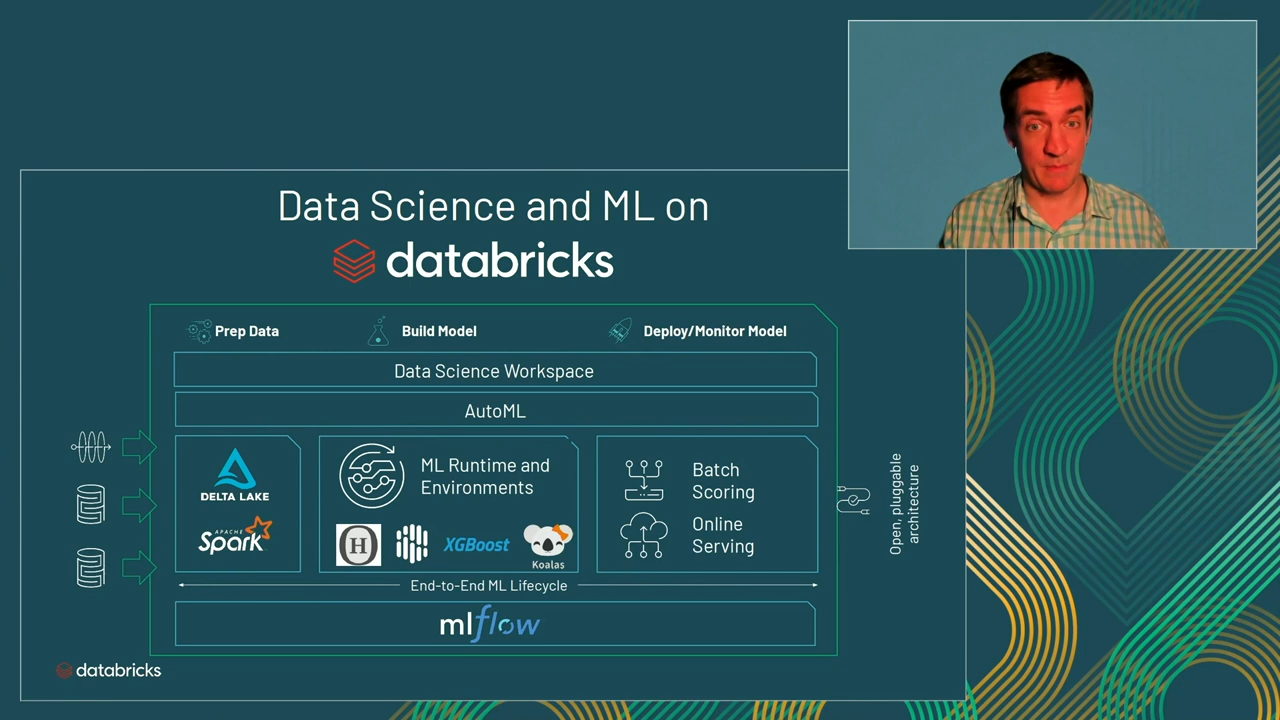 Data Science and ML on
databricks
Prep Data
Build Model
Deploy/Monitor Model
Data Science Workspace
AutoML
DELTA LAKE
APACHE
Spark
ML Runtime and
Environments
H
XGBoost
Koalas
Batch
Scoring
Online
Serving
Open, pluggable
architecture
End-to-End ML Lifecycle
mlflow
databricks